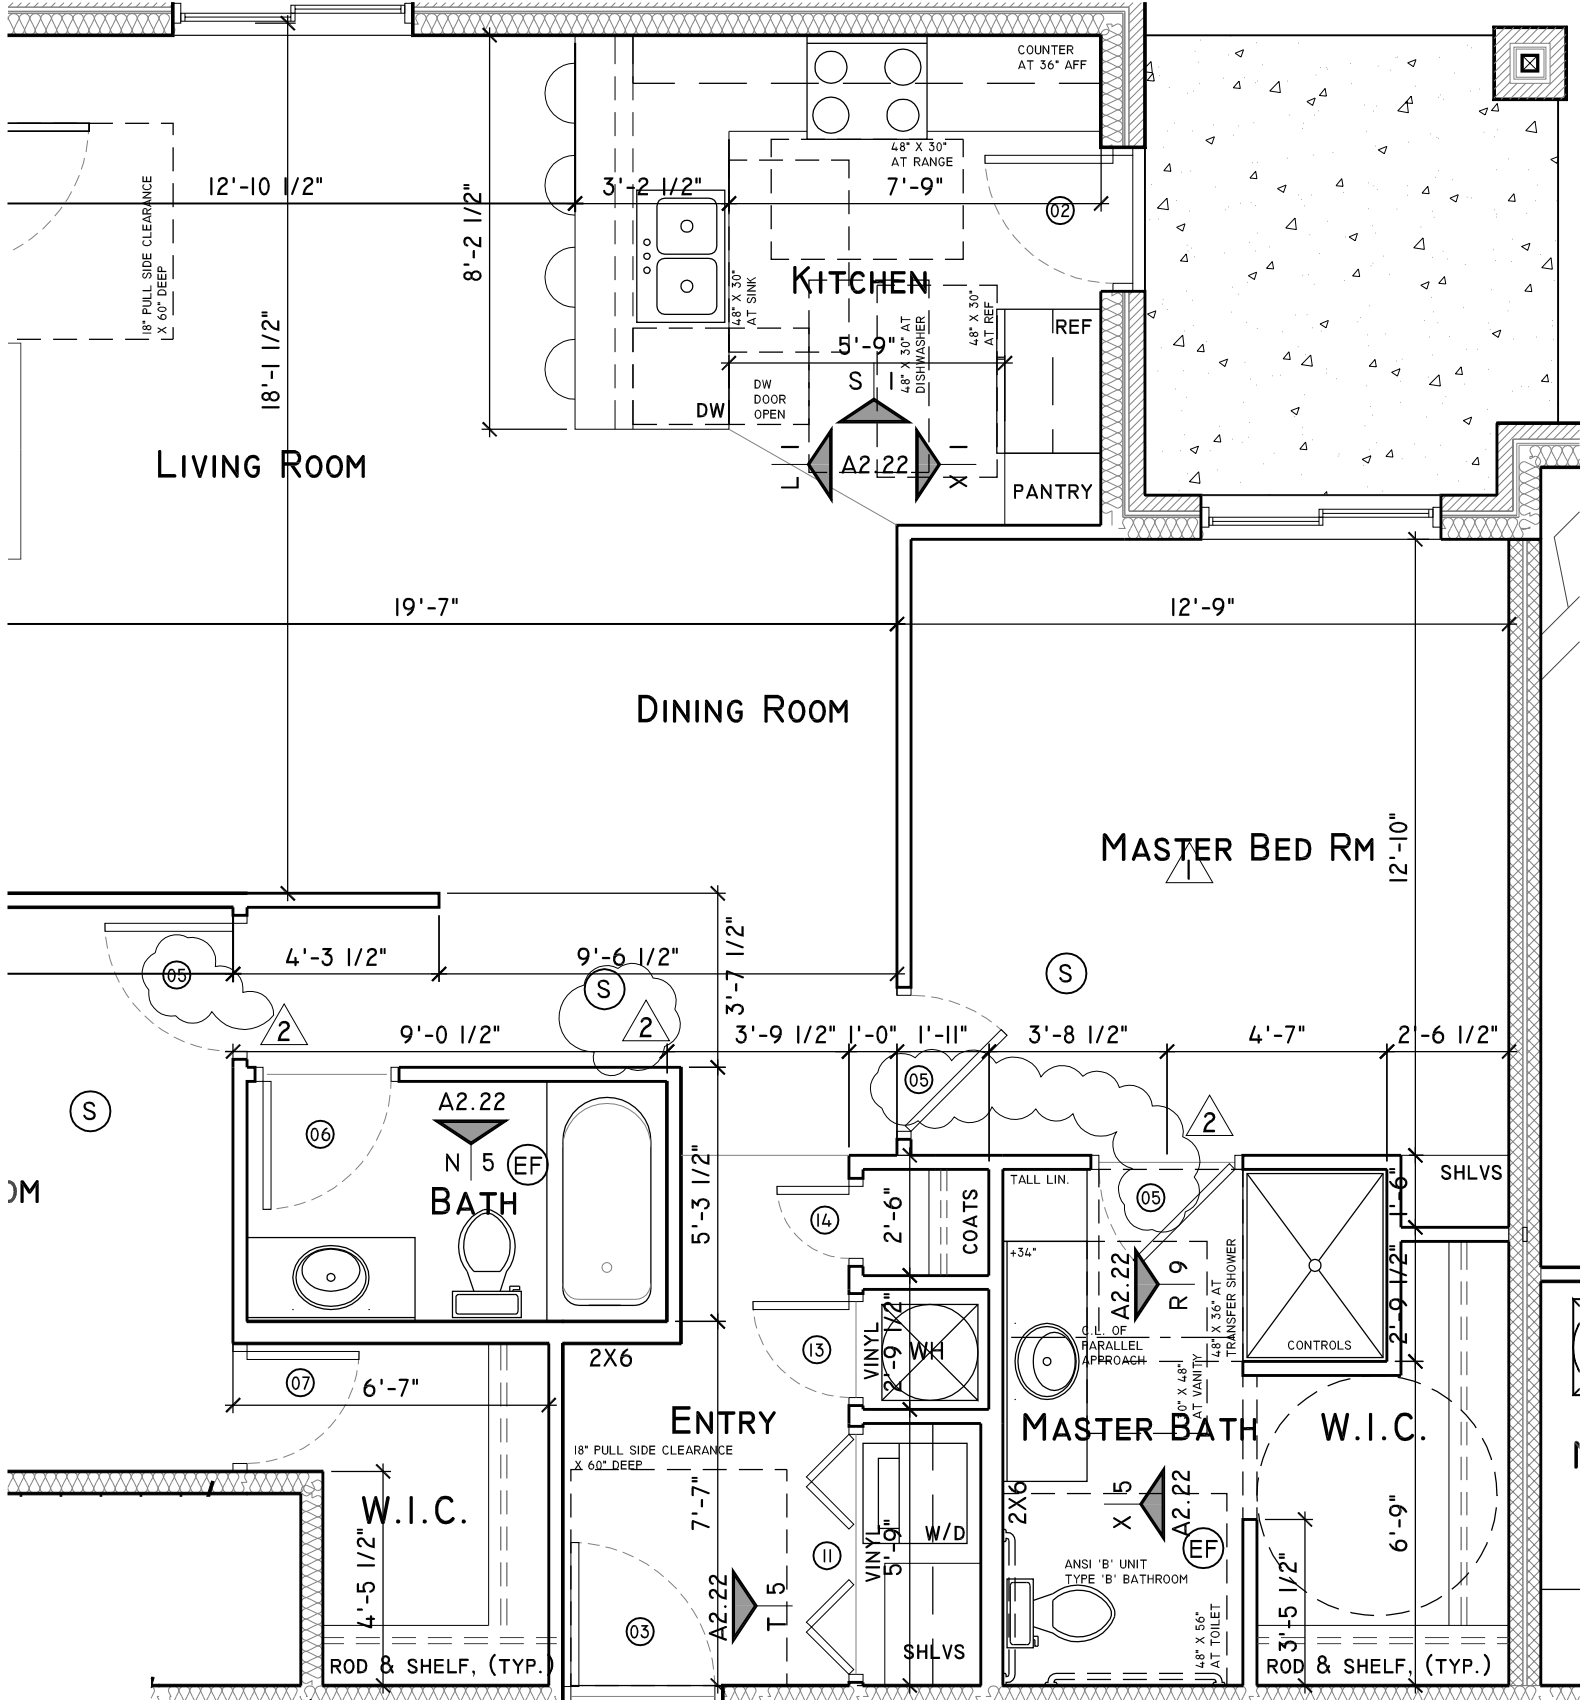 COUNTER
AT 36" AFF
48" X 30"
AT RANGE
12'-10 1/2"
3'-2 1/2"
7'-9"
02
18" PULL SIDE CLEARANCE
X 60" DEEP
8'-2 1/2"
18'-1 1/2"
KITCHEN
48" X 30"
AT SINK
48" X 30" AT
DISHWASHER
48" X 30"
AT REF
REF
5'-9"
S 1
DW
DW
DOOR
OPEN
L 1
A2.22
X 1
PANTRY
LIVING ROOM
19'-7"
12'-9"
DINING ROOM
MASTER BED RM
1
12'-10"
05
4'-3 1/2"
9'-6 1/2"
3'-7 1/2"
S
S
2
2
9'-0 1/2"
3'-9 1/2"
1'-0"
1'-11"
3'-8 1/2"
4'-7"
2'-6 1/2"
S
05
2
06
A2.22
N 5
EF
BATH
5'-3 1/2"
14
2'-6"
COATS
TALL LIN.
05
1'-6"
SHLVS
+34"
A2.22
R 9
48" X 36" AT
TRANSFER SHOWER
2'-9 1/2"
CONTROLS
C.L. OF
PARALLEL
APPROACH
30" X 48"
AT VANITY
13
VINYL
2'-9 1/2"
WH
2X6
07
6'-7"
ENTRY
MASTER BATH
W.I.C.
18" PULL SIDE CLEARANCE
X 60" DEEP
W.I.C.
4'-5 1/2"
7'-7"
2X6
X 5
A2.22
6'-9"
W/D
11
VINYL
5'-9"
EF
ANSI 'B' UNIT
TYPE 'B' BATHROOM
A2.22
T 5
03
3'-5 1/2"
48" X 56"
AT TOILET
SHLVS
ROD & SHELF, (TYP.)
ROD & SHELF, (TYP.)